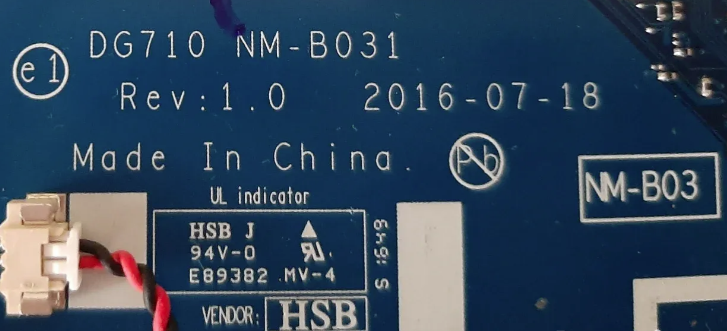 DG710 NM-B031
e1
Rev:1.0 2016-07-18
Made In China.
Pb
NM-B03
UL indicator
HSB J
94V-0
E89382 MV-4
S 1649
VENDOR: HSB